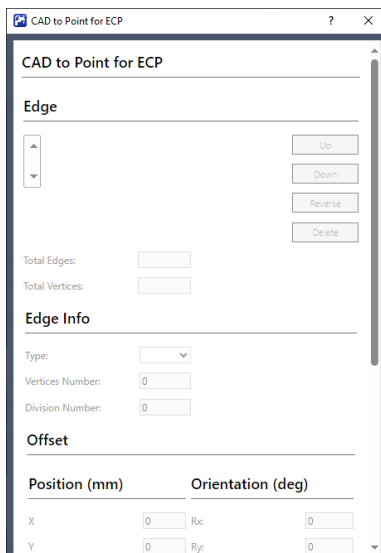 CAD to Point for ECP
CAD to Point for ECP
Edge
Up
Down
Reverse
Delete
Total Edges:
Total Vertices:
Edge Info
Type:
Vertices Number: 0
Division Number: 0
Offset
Position (mm) Orientation (deg)
X 0 Rx: 0
Y 0 Ry: 0